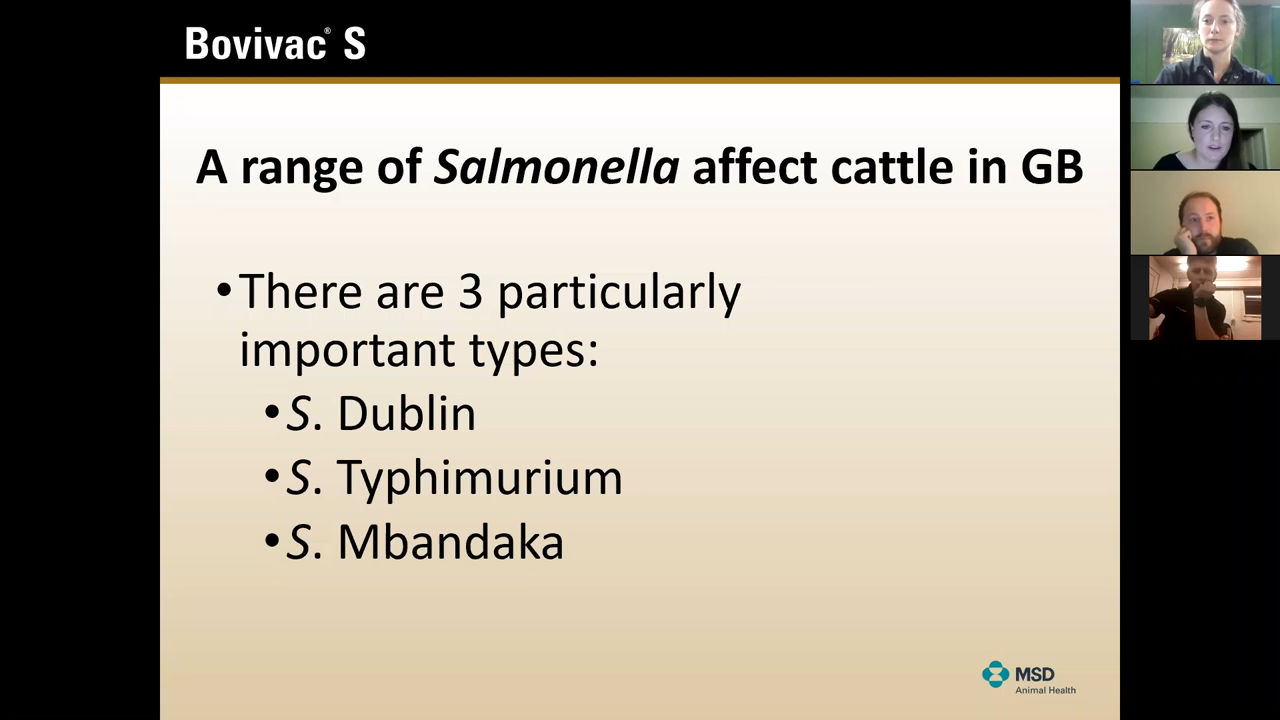 Bovivac® S
A range of Salmonella affect cattle in GB
• There are 3 particularly
important types:
• S. Dublin
• S. Typhimurium
• S. Mbandaka
MSD
Animal Health